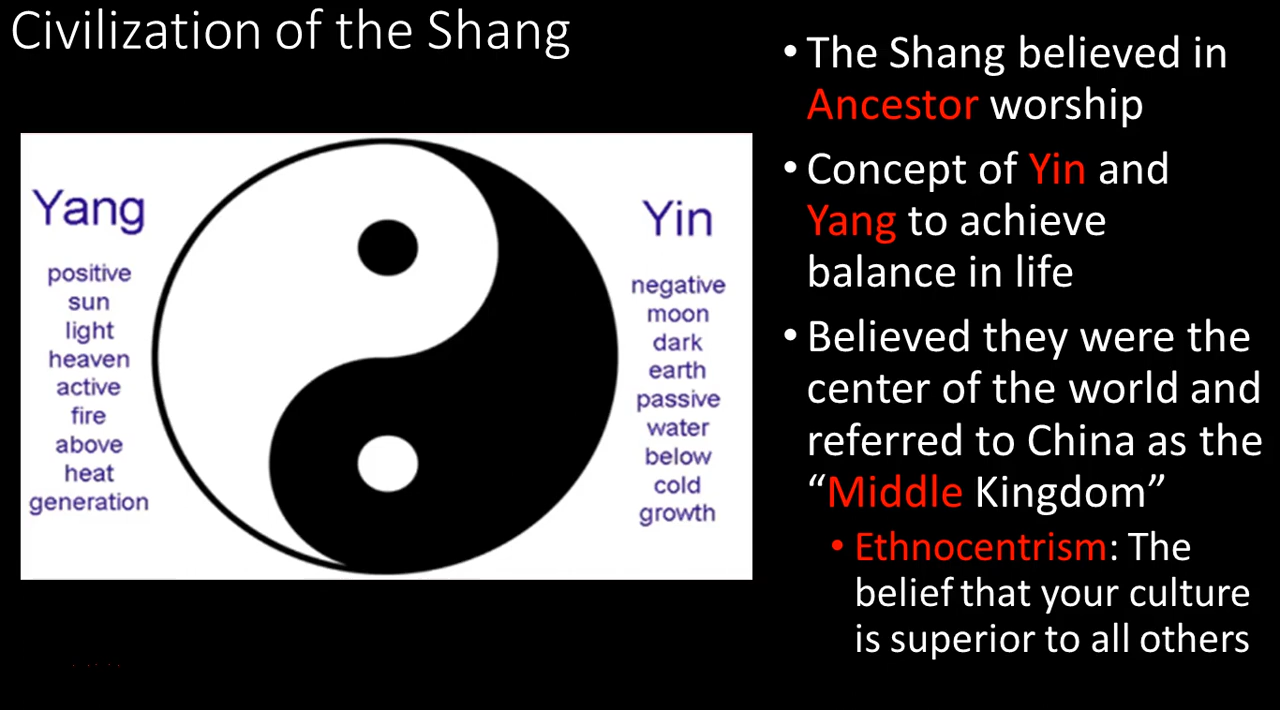 Civilization of the Shang
Yang
positive
sun
light
heaven
active
fire
above
heat
generation
Yin
negative
moon
dark
earth
passive
water
below
cold
growth
• The Shang believed in
Ancestor worship
• Concept of Yin and
Yang to achieve
balance in life
• Believed they were the
center of the world and
referred to China as the
“Middle Kingdom”
• Ethnocentrism: The
belief that your culture
is superior to all others